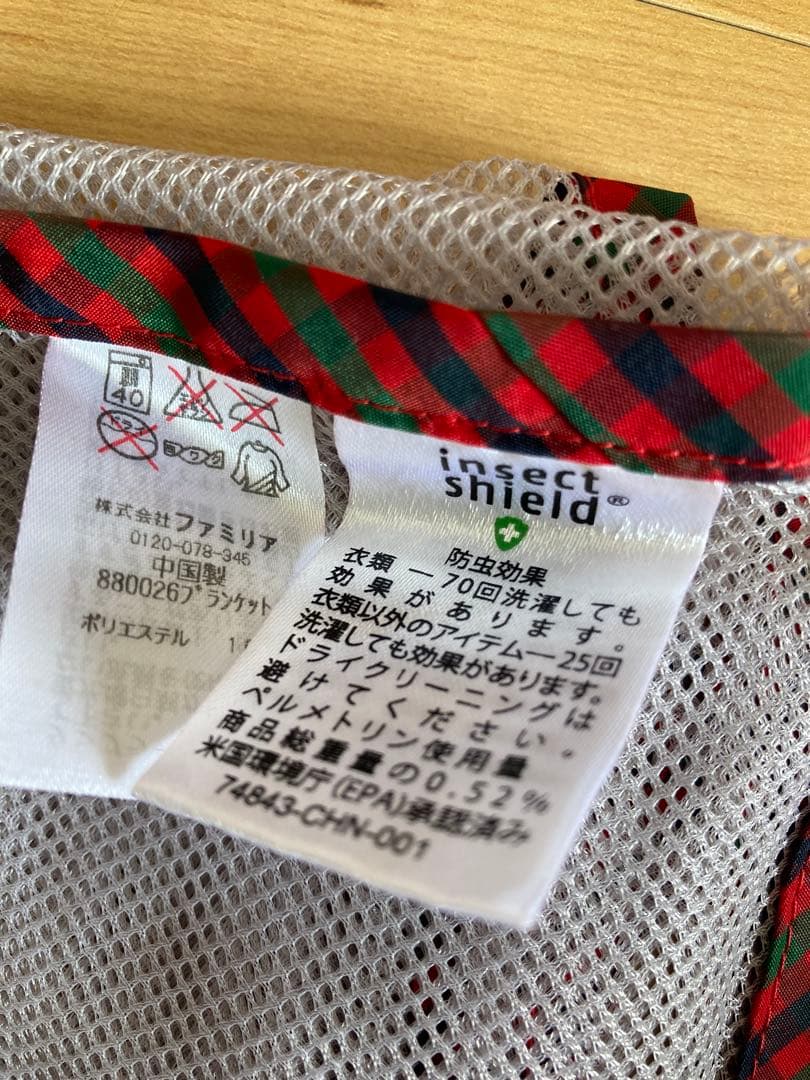 40
株式会社ファミリア
0120-078-345
中国製
880026ブランケット
ポリエステル
insect
shield®
防虫効果
衣類 ー70回洗濯しても
効果があります。
衣類以外のアイテムー25回
洗濯しても効果があります。
ドライクリーニングは
避けてください。
ペルメトリン使用量
商品総重量の0.52%
米国環境庁(EPA)承認済み
74843-CHN-001